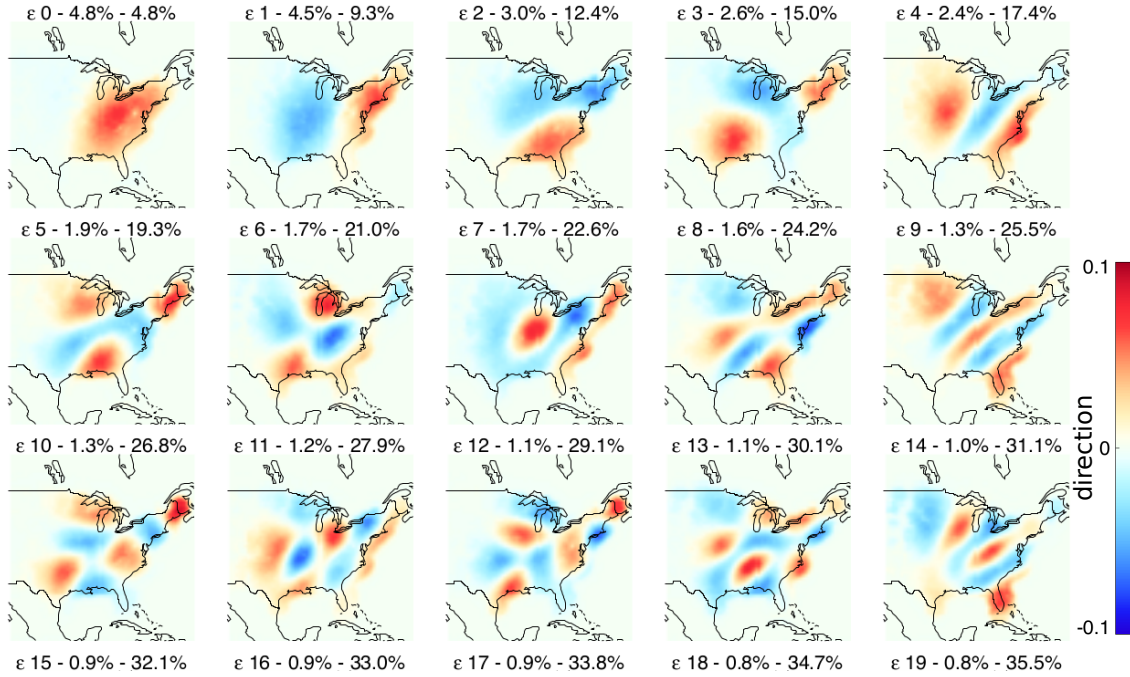 ε 0 - 4.8% - 4.8%
ε 1 - 4.5% - 9.3%
ε 2 - 3.0% - 12.4%
ε 3 - 2.6% - 15.0%
ε 4 - 2.4% - 17.4%
ε 5 - 1.9% - 19.3%
ε 6 - 1.7% - 21.0%
ε 7 - 1.7% - 22.6%
ε 8 - 1.6% - 24.2%
ε 9 - 1.3% - 25.5%
ε 10 - 1.3% - 26.8%
ε 11 - 1.2% - 27.9%
ε 12 - 1.1% - 29.1%
ε 13 - 1.1% - 30.1%
ε 14 - 1.0% - 31.1%
ε 15 - 0.9% - 32.1%
ε 16 - 0.9% - 33.0%
ε 17 - 0.9% - 33.8%
ε 18 - 0.8% - 34.7%
ε 19 - 0.8% - 35.5%
0.1
0
-0.1
direction